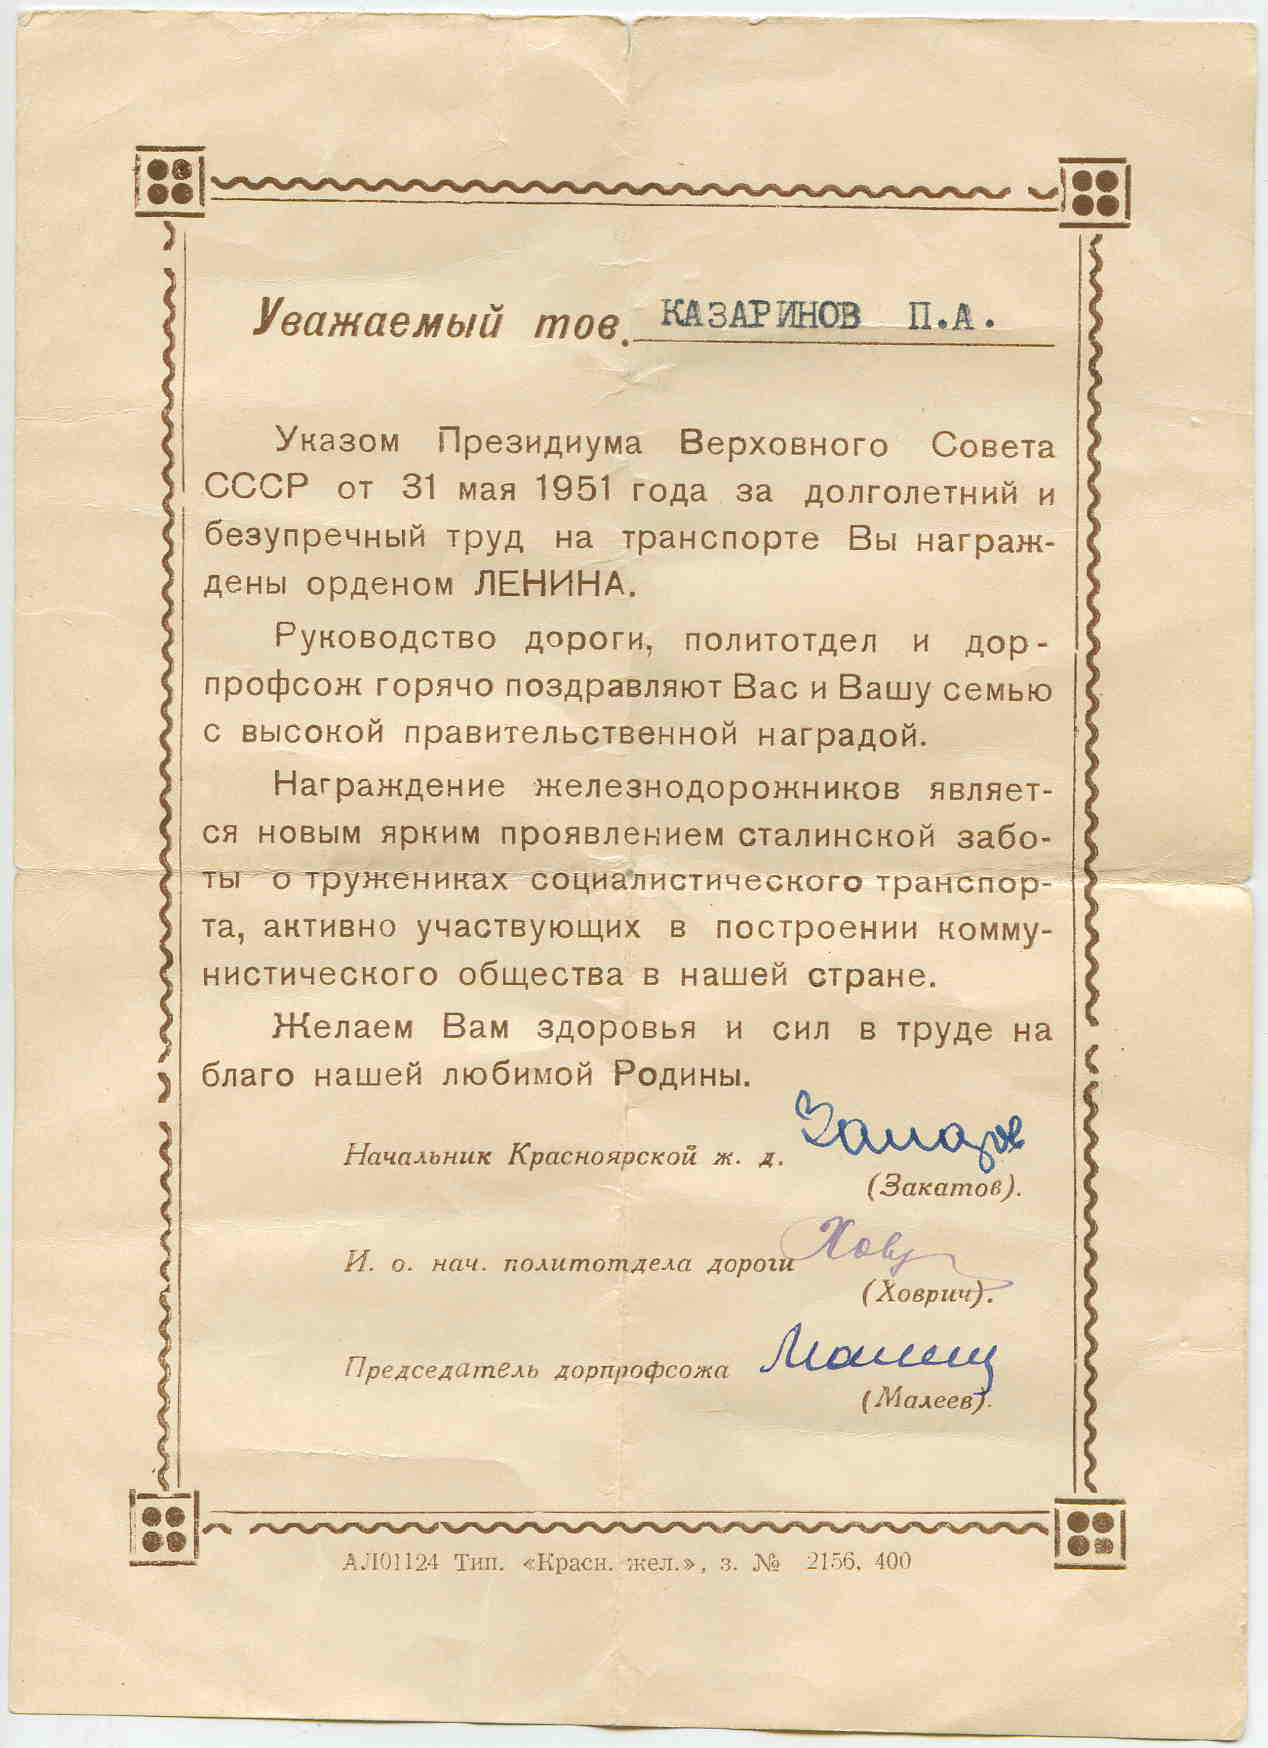 Уважаемый тов. КАЗАРИНОВ П.А.
Указом Президиума Верховного Совета
СССР от 31 мая 1951 года за долголетний и
безупречный труд на транспорте Вы награж-
дены орденом ЛЕНИНА.
Руководство дороги, политотдел и дор-
профсож горячо поздравляют Вас и Вашу семью
с высокой правительственной наградой.
Награждение железнодорожников являет-
ся новым ярким проявлением сталинской забо-
ты о тружениках социалистического транспор-
та, активно участвующих в построении комму-
нистического общества в нашей стране.
Желаем Вам здоровья и сил в труде на
благо нашей любимой Родины.
Начальник Красноярской ж. д.
(Закатов).
И. о. нач. политотдела дороги
(Ховрич).
Председатель дорпрофсожа
(Малеев).
АЛ01124 Тип. «Красн. жел.», з. № 2156, 400